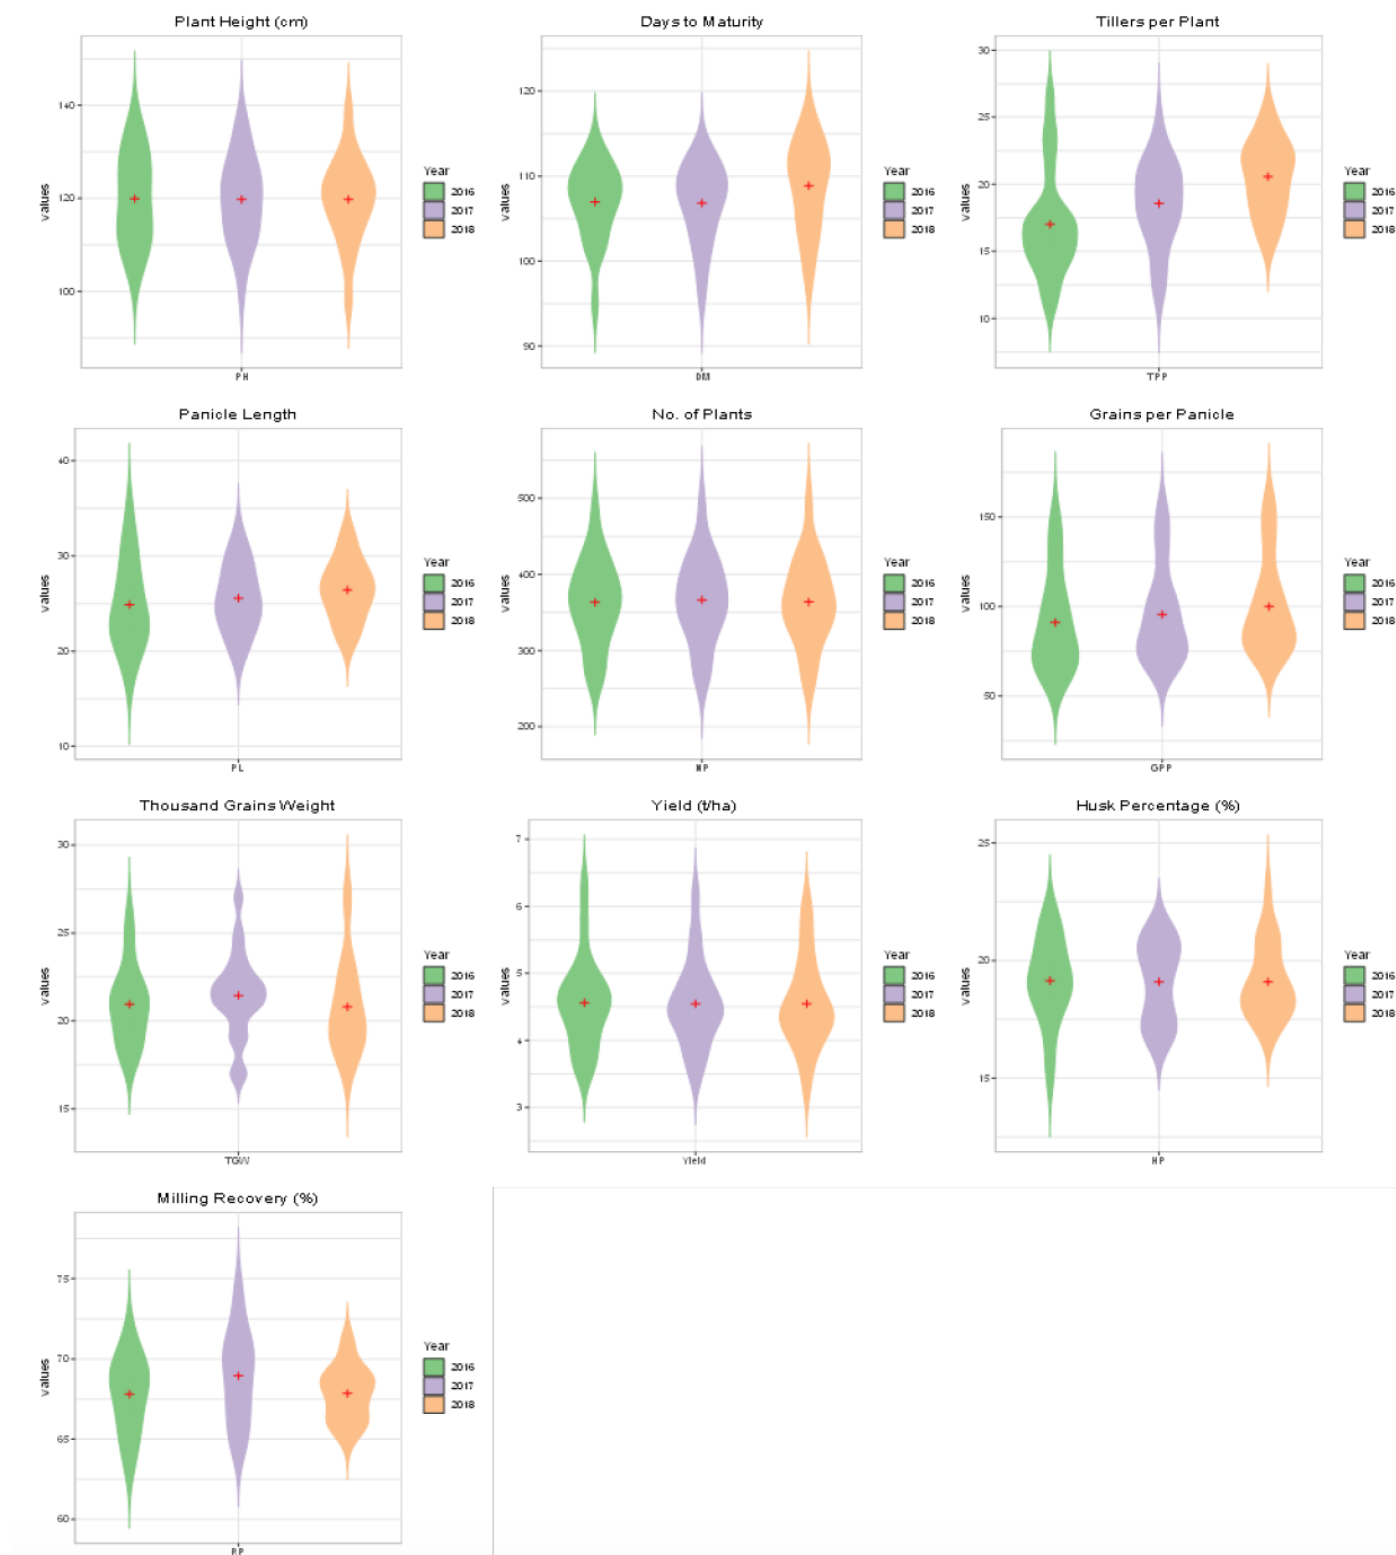 Plant Height (cm)
values
140
120
100
PH
Year
2016
2017
2018
Days to Maturity
values
120
110
100
90
DM
Year
2016
2017
2018
Tillers per Plant
values
30
25
20
15
10
TPP
Year
2016
2017
2018
Panicle Length
values
40
30
20
10
PL
Year
2016
2017
2018
No. of Plants
values
500
400
300
200
NP
Year
2016
2017
2018
Grains per Panicle
values
150
100
50
GPP
Year
2016
2017
2018
Thousand Grains Weight
values
30
25
20
15
TGW
Year
2016
2017
2018
Yield (t/ha)
values
7
6
5
4
3
Yield
Year
2016
2017
2018
Husk Percentage (%)
values
25
20
15
HP
Year
2016
2017
2018
Milling Recovery (%)
values
75
70
65
60
RP
Year
2016
2017
2018